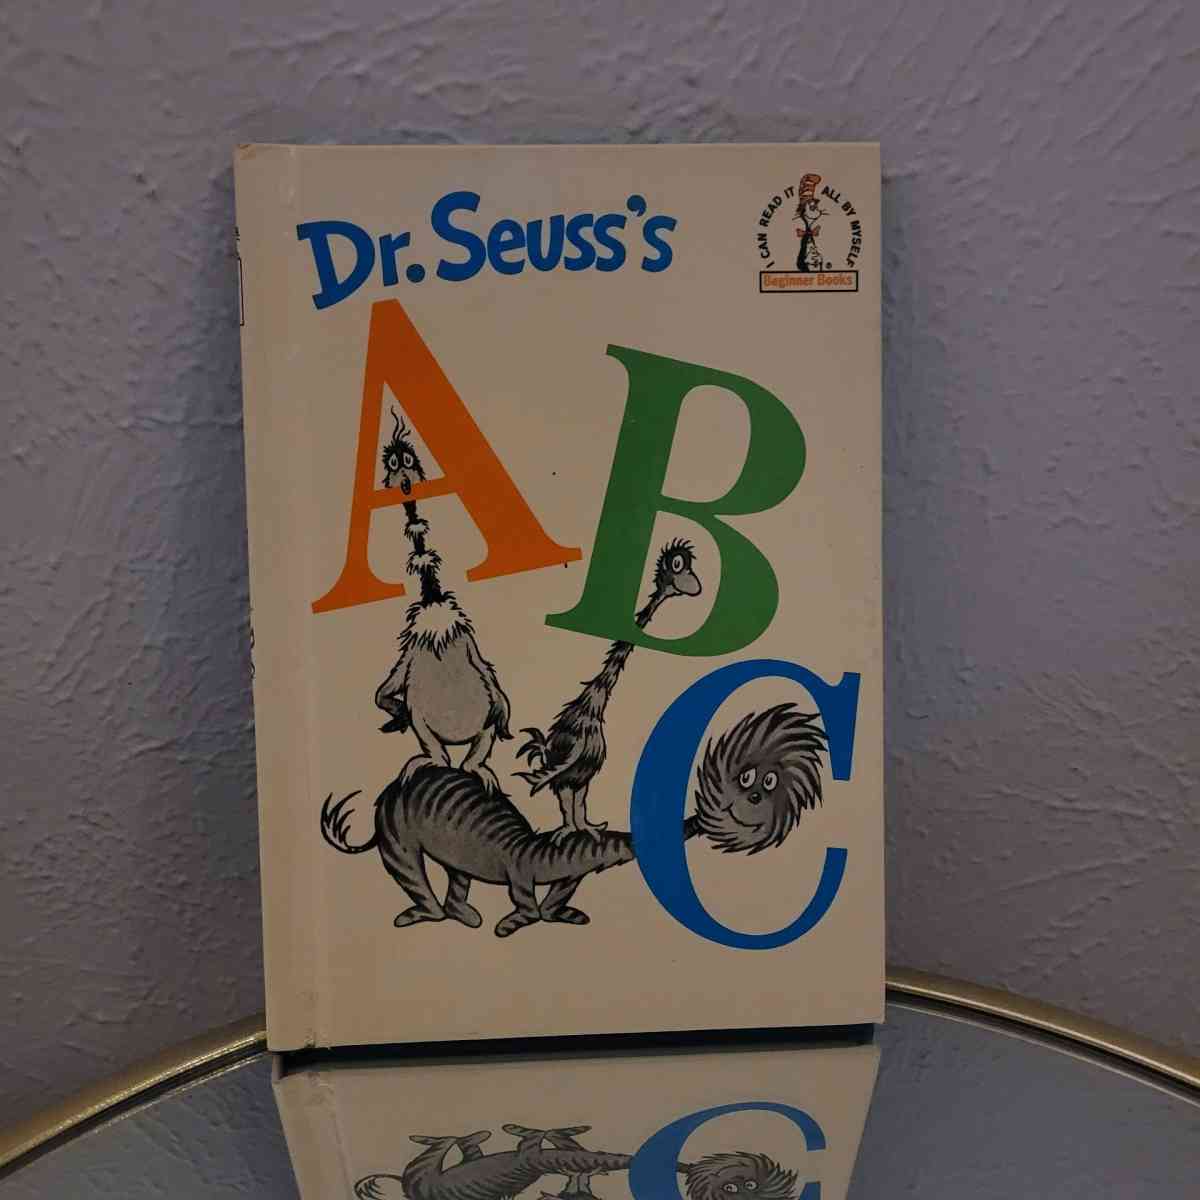 Dr. Seuss's
I CAN READ IT ALL BY MYSELF
Beginner Books
A
B
C